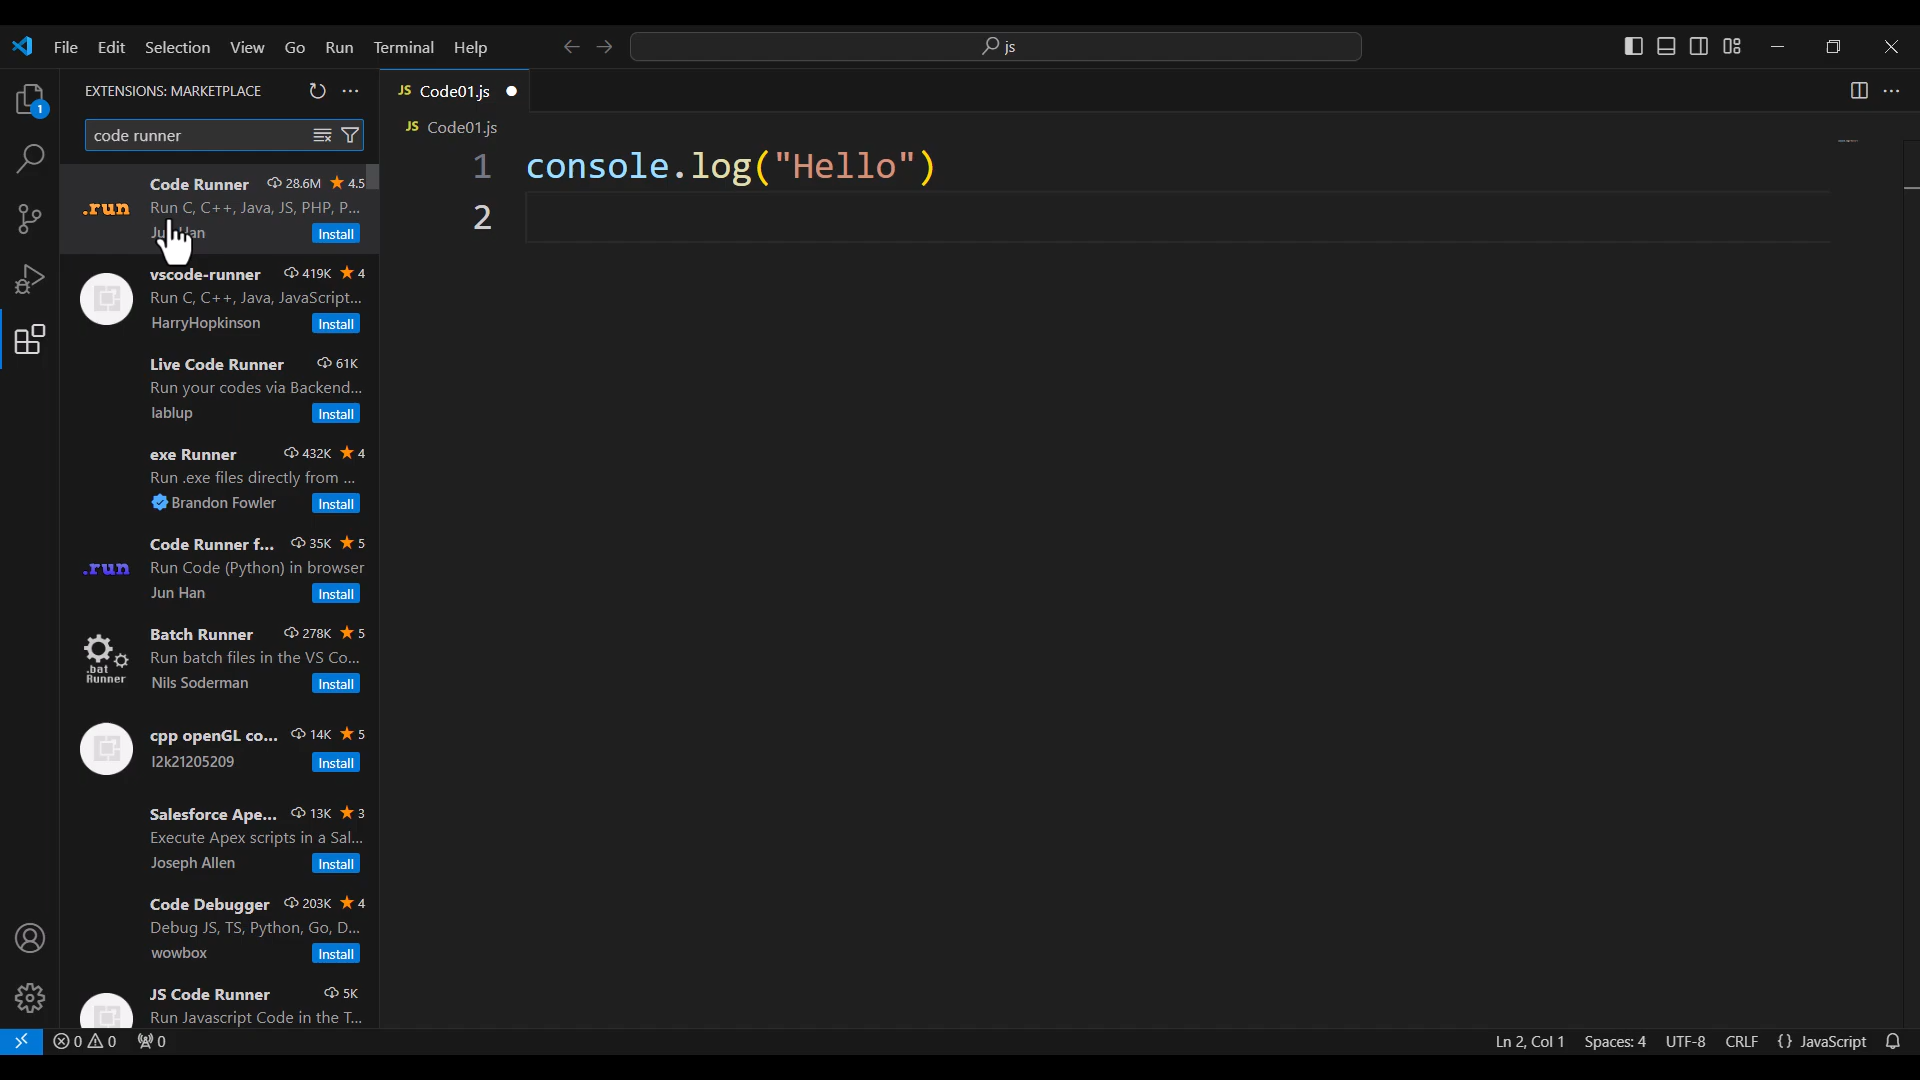 File Edit Selection View Go Run Terminal Help
js
EXTENSIONS: MARKETPLACE
code runner
Code Runner 28.6M 4.5
Run C, C++, Java, JS, PHP, P...
.run
Install
vscode-runner 419K 4
Run C, C++, Java, JavaScript...
HarryHopkinson Install
Live Code Runner 61K
Run your codes via Backend...
lablup Install
exe Runner 432K 4
Run .exe files directly from ...
Brandon Fowler Install
Code Runner f... 35K 5
.run Run Code (Python) in browser
Jun Han Install
Batch Runner 278K 5
Run batch files in the VS Co...
.bat
Runner
Nils Soderman Install
cpp openGL co... 14K 5
l2k21205209 Install
Salesforce Ape... 13K 3
Execute Apex scripts in a Sal...
Joseph Allen Install
Code Debugger 203K 4
Debug JS, TS, Python, Go, D...
wowbox Install
JS Code Runner 5K
Run Javascript Code in the T...
1
JS Code01.js
JS Code01.js
1 console.log("Hello")
2
0 0 0
Ln 2, Col 1 Spaces: 4 UTF-8 CRLF {} JavaScript